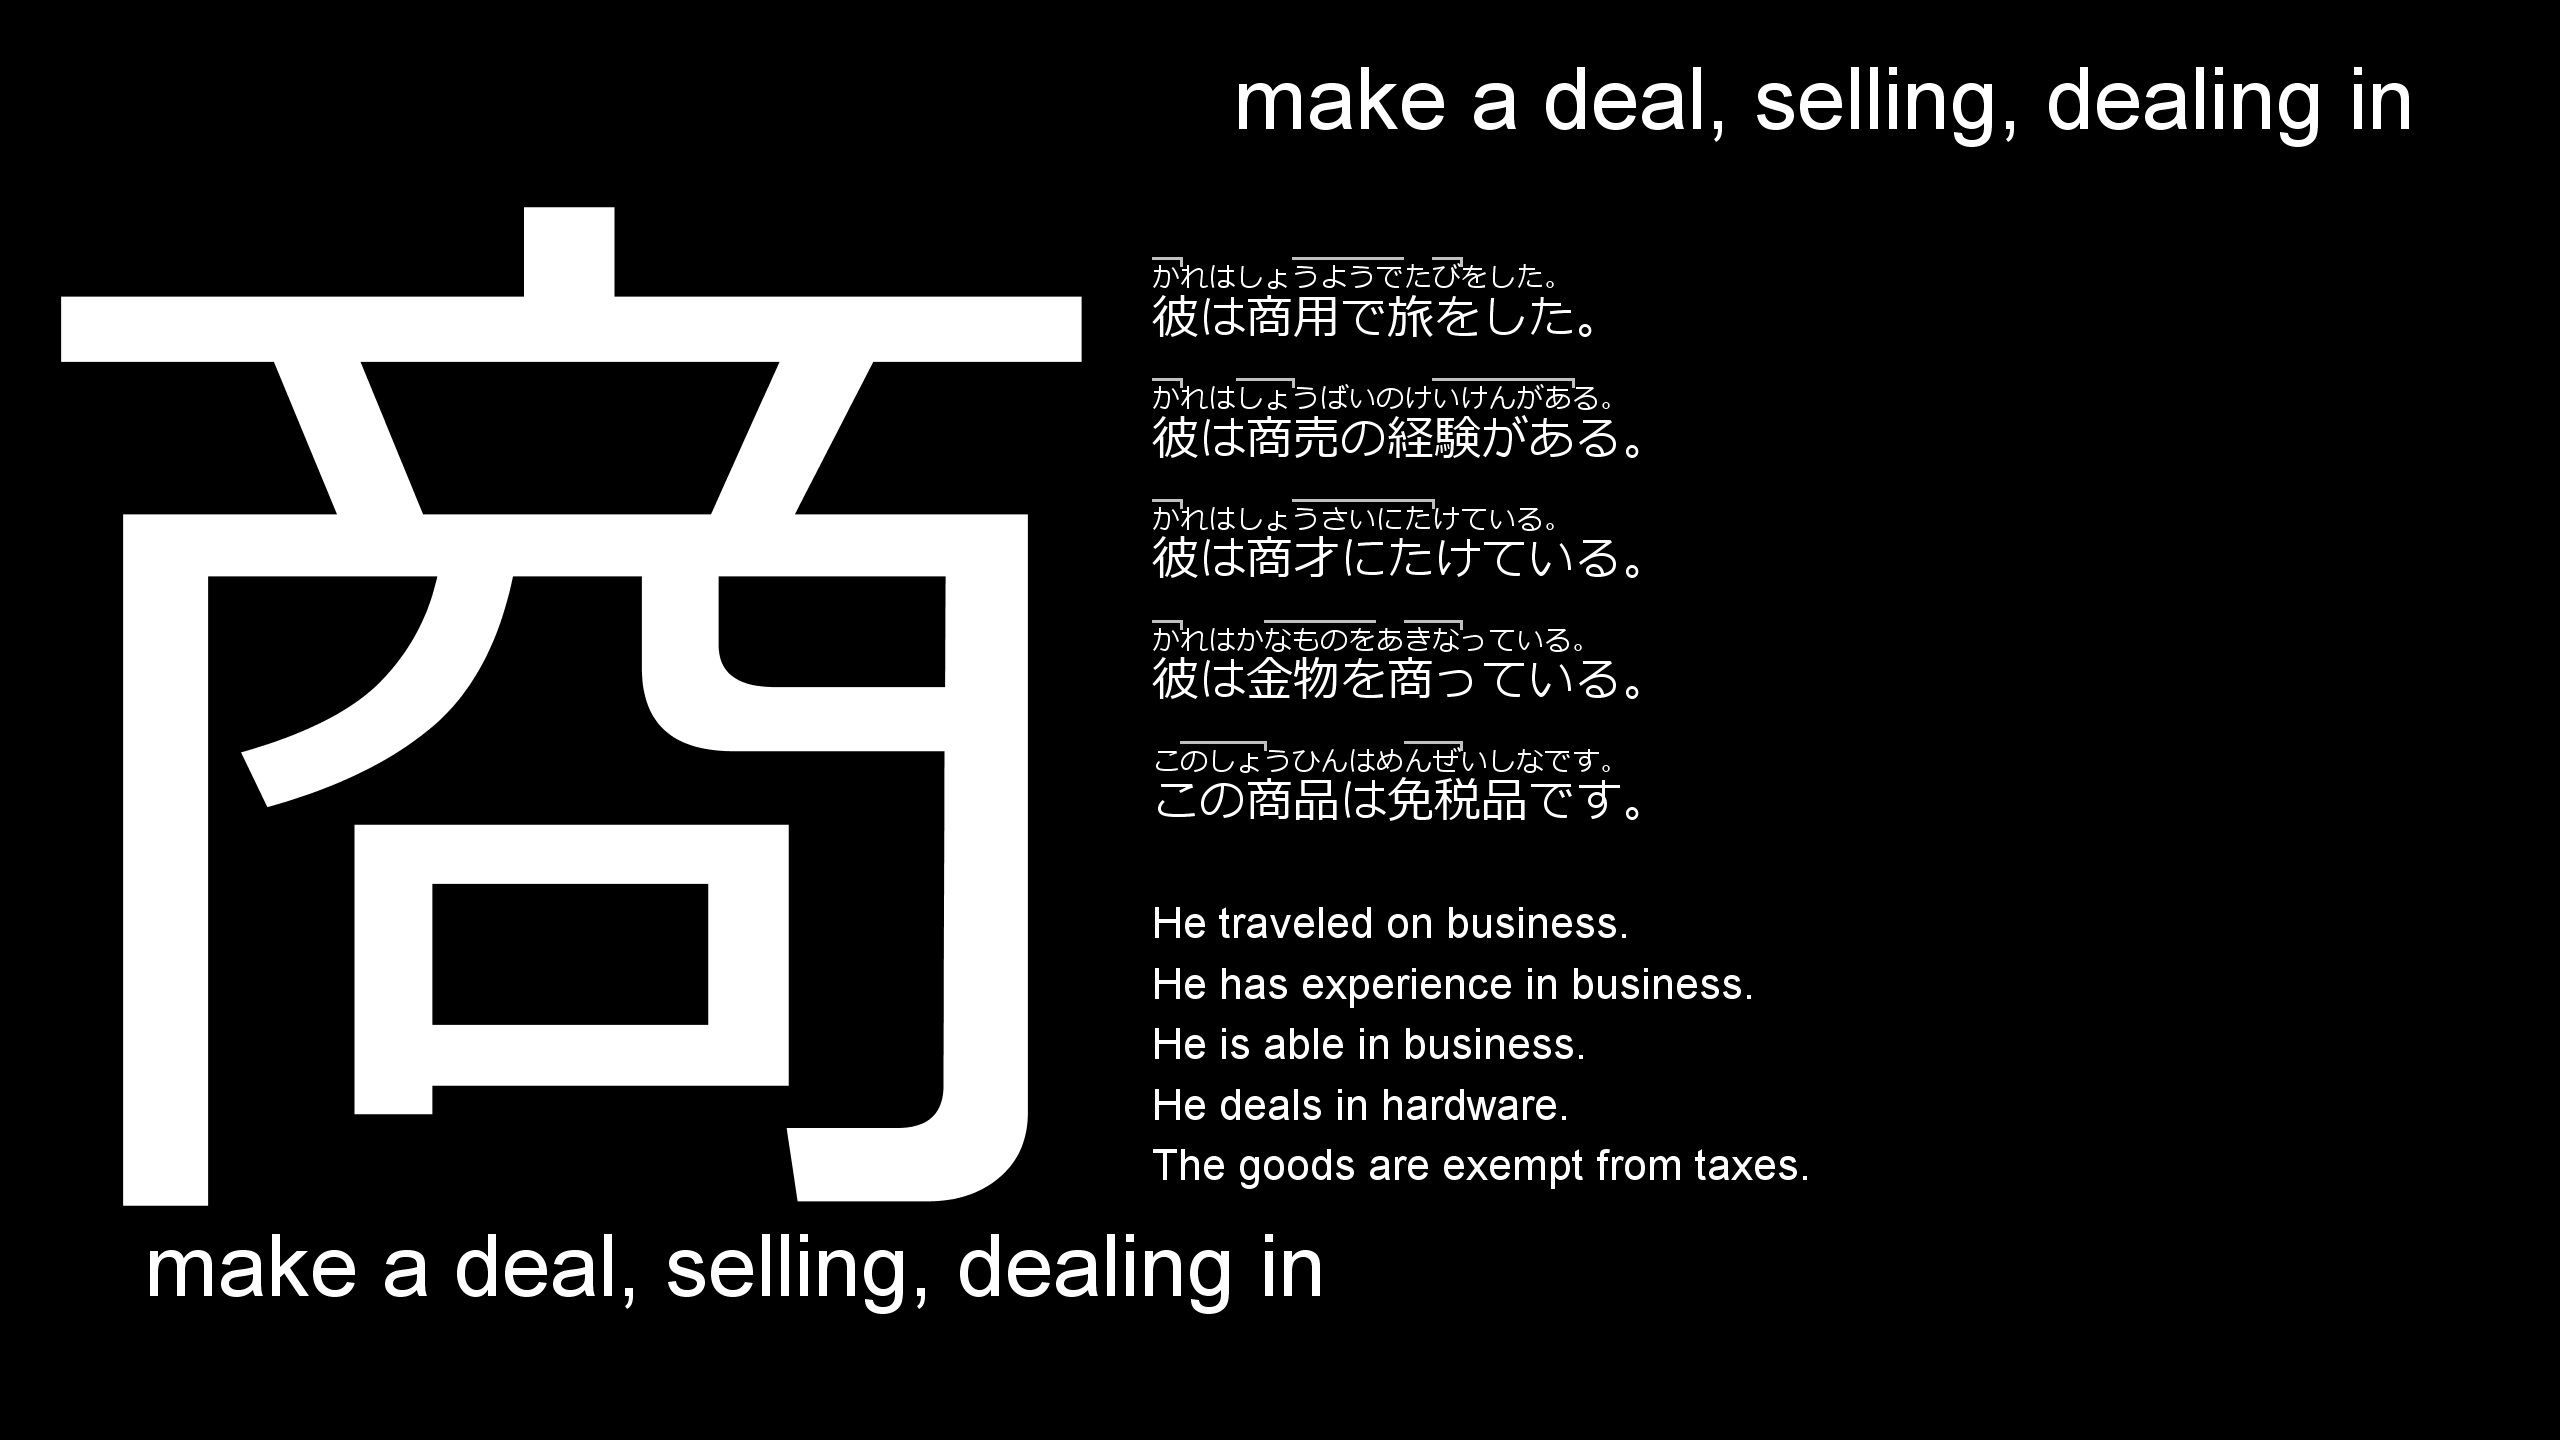 make a deal, selling, dealing in
商
かれはしょうようでたびをした。
彼は商用で旅をした。
かれはしょうばいのけいけんがある。
彼は商売の経験がある。
かれはしょうさいにたけている。
彼は商才にたけている。
かれはかなものをあきなっている。
彼は金物を商っている。
このしょうひんはめんぜいしなです。
この商品は免税品です。
He traveled on business.
He has experience in business.
He is able in business.
He deals in hardware.
The goods are exempt from taxes.
make a deal, selling, dealing in